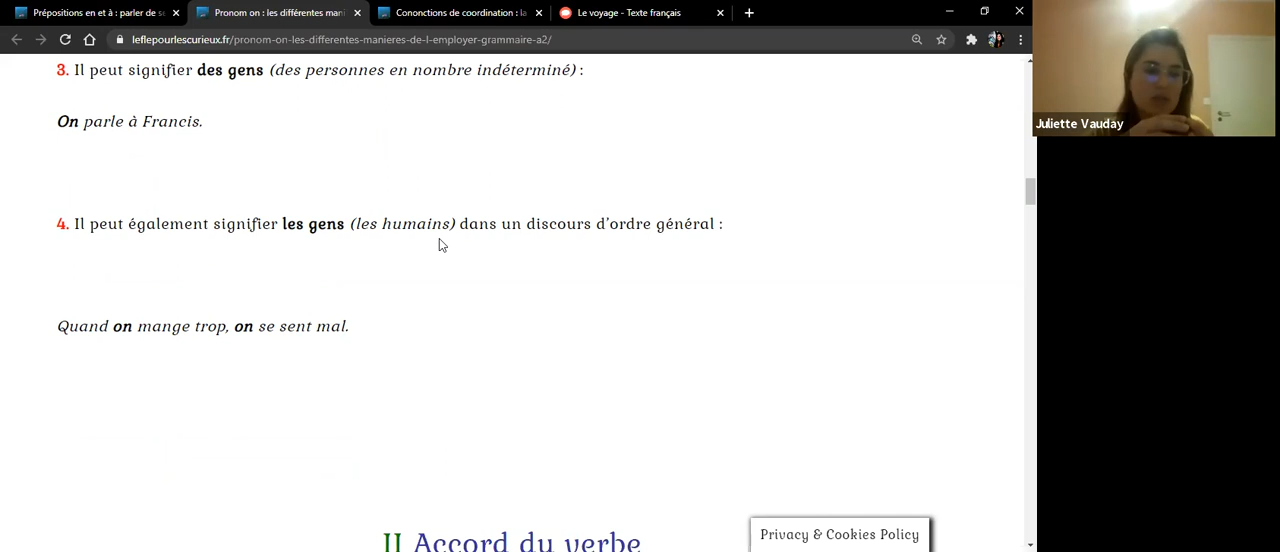 Prépositions en et à : parler de se
Pronom on : les différentes mani
Cononctions de coordination : la
Le voyage - Texte français
leflepourlescurieux.fr/pronom-on-les-differentes-manieres-de-l-employer-grammaire-a2/
3. Il peut signifier des gens (des personnes en nombre indéterminé) :
On parle à Francis.
4. Il peut également signifier les gens (les humains) dans un discours d'ordre général :
Quand on mange trop, on se sent mal.
II Accord du verbe
Privacy & Cookies Policy
Juliette Vauday